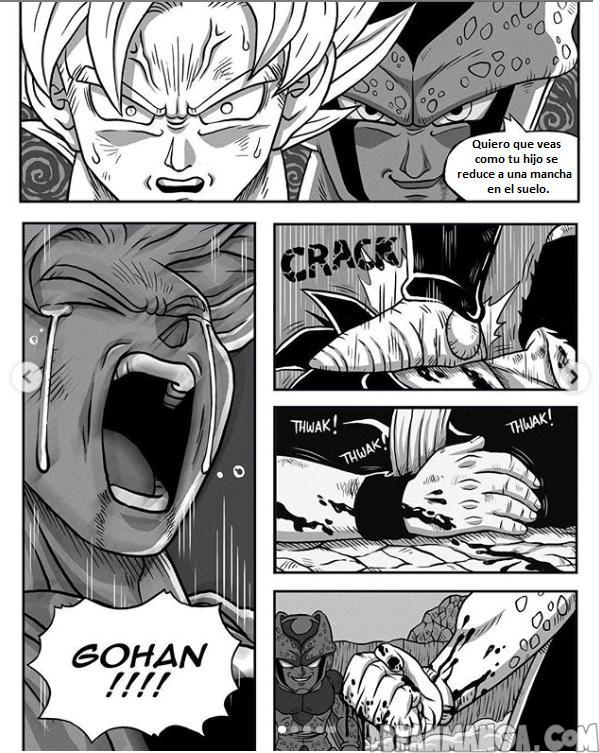 Quiero que veas
como tu hijo se
reduce a una mancha
en el suelo.
CRACK
THWAK!
THWAK!
THWAK!
GOHAN
!!!!